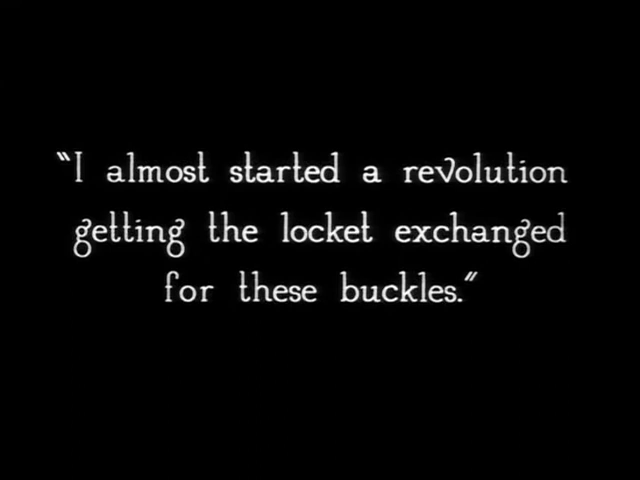 "I almost started a revolution
getting the locket exchanged
for these buckles."